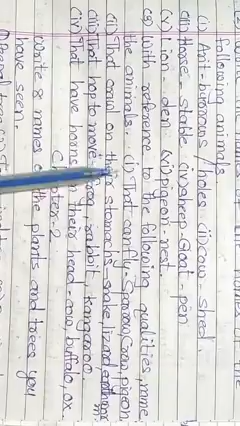 following animals
(i) Ant - burrows / holes (ii) Cow - shed.
(iii) horse - stable (iv) sheep Goat - pen
(v) Lion - den (vi) pigeon - nest.
Q9) With reference to the following qualities, name
the animals. (i) That can fly - Sparrow, Crow, pigeon
(ii) That crawl on their stomachs - snake, lizard
(iii) That hop to move - rabbit, kangaroo.
(iv) That have horns on their head - cow, buffalo, ox.
Chapter - 2
Write 8 names of the plants and trees you
have seen.